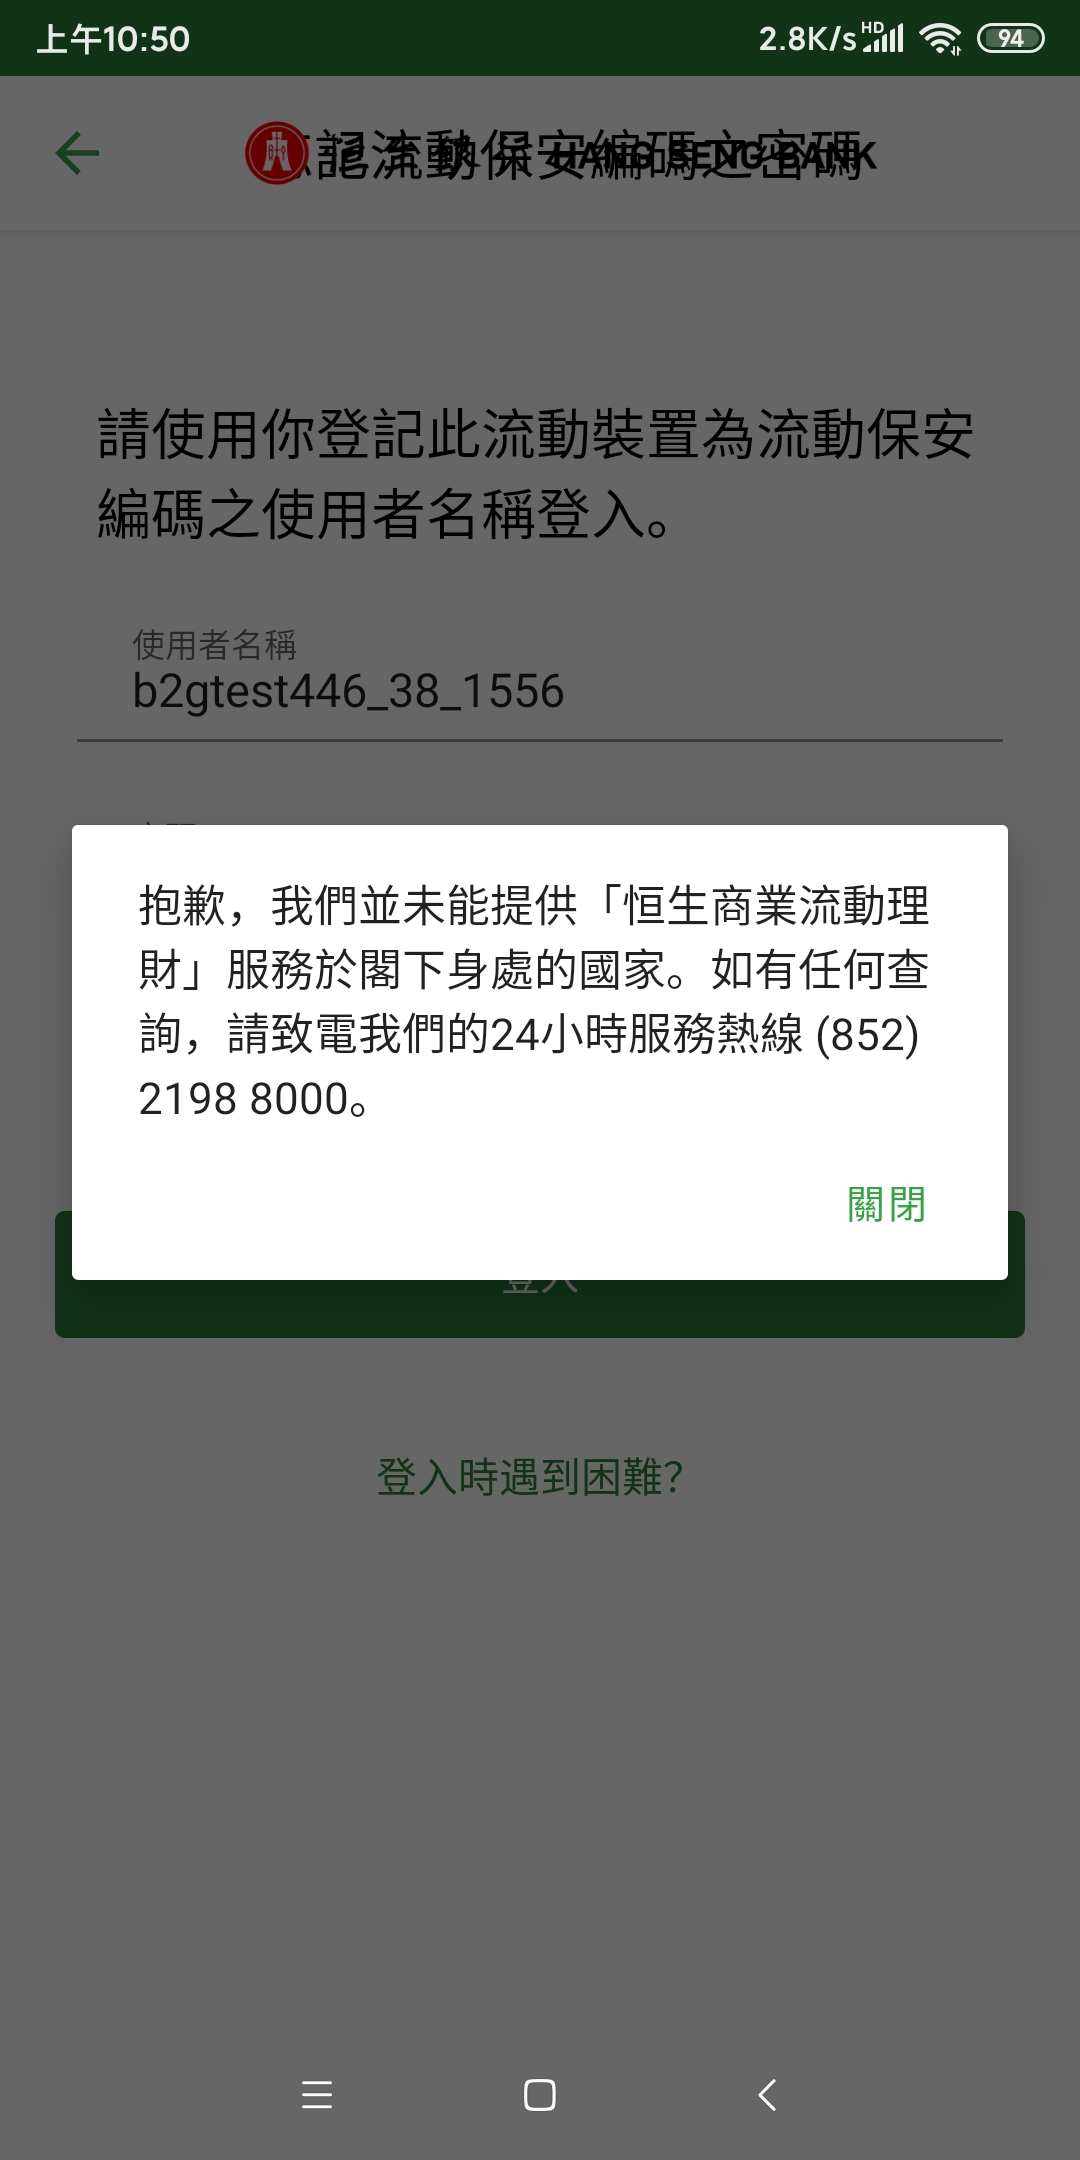 上午10:50
2.8K/s HD 94
記流動保安編碼之密碼
HANG SENG BANK
請使用你登記此流動裝置為流動保安
編碼之使用者名稱登入。
使用者名稱
b2gtest446_38_1556
抱歉，我們並未能提供「恒生商業流動理
財」服務於閣下身處的國家。如有任何查
詢，請致電我們的24小時服務熱線 (852)
2198 8000。
關閉
登入
登入時遇到困難?